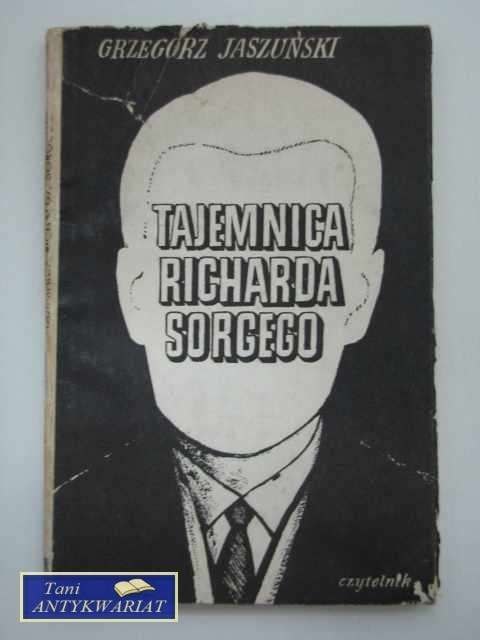 GRZEGORZ JASZUŃSKI
TAJEMNICA
RICHARDA
SORGEGO
czytelnik
Tani
ANTYKWARIAT